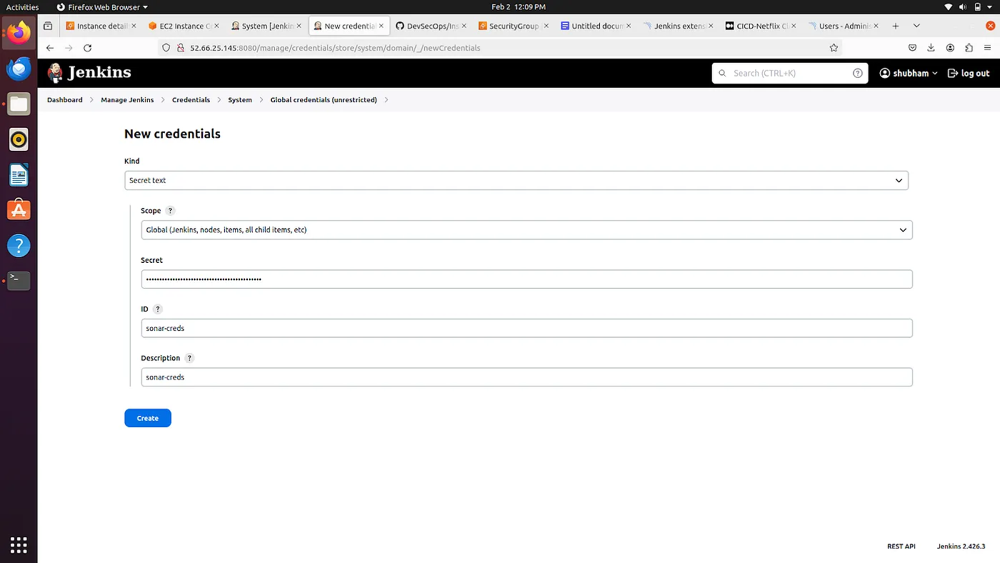 Activities Firefox Web Browser Feb 2 12:09 PM
Instance detail EC2 Instance C System [Jenkin New credential DevSecOps/Ins SecurityGroup Untitled docum Jenkins extens CICD-Netflix Cl Users - Adminis
52.66.25.145:8080/manage/credentials/store/system/domain/_/newCredentials
Jenkins Search (CTRL+K) ? shubham log out
Dashboard Manage Jenkins Credentials System Global credentials (unrestricted)
New credentials
Kind
Secret text
Scope ?
Global (Jenkins, nodes, items, all child items, etc)
Secret
ID ?
sonar-creds
Description ?
sonar-creds
Create
REST API Jenkins 2.426.3